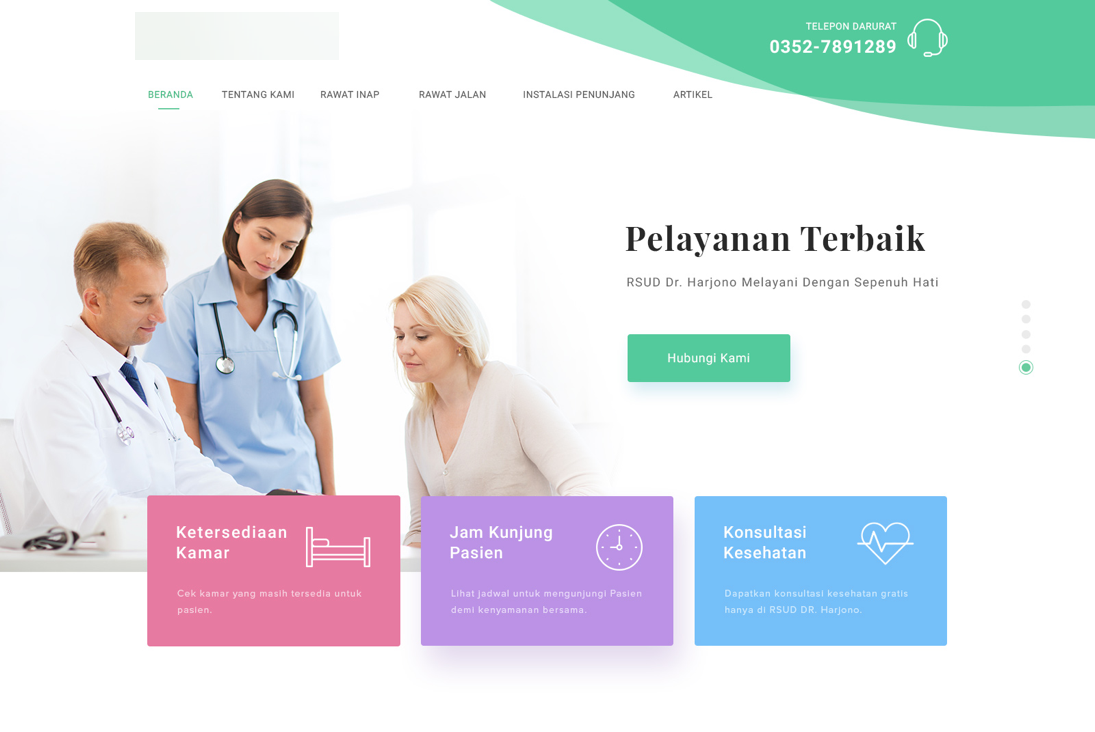 TELEPON DARURAT
0352-7891289
BERANDA TENTANG KAMI RAWAT INAP RAWAT JALAN INSTALASI PENUNJANG ARTIKEL
Pelayanan Terbaik
RSUD Dr. Harjono Melayani Dengan Sepenuh Hati
Hubungi Kami
Ketersediaan
Kamar
Cek kamar yang masih tersedia untuk
pasien.
Jam Kunjung
Pasien
Lihat jadwal untuk mengunjungi Pasien
demi kenyamanan bersama.
Konsultasi
Kesehatan
Dapatkan konsultasi kesehatan gratis
hanya di RSUD DR. Harjono.